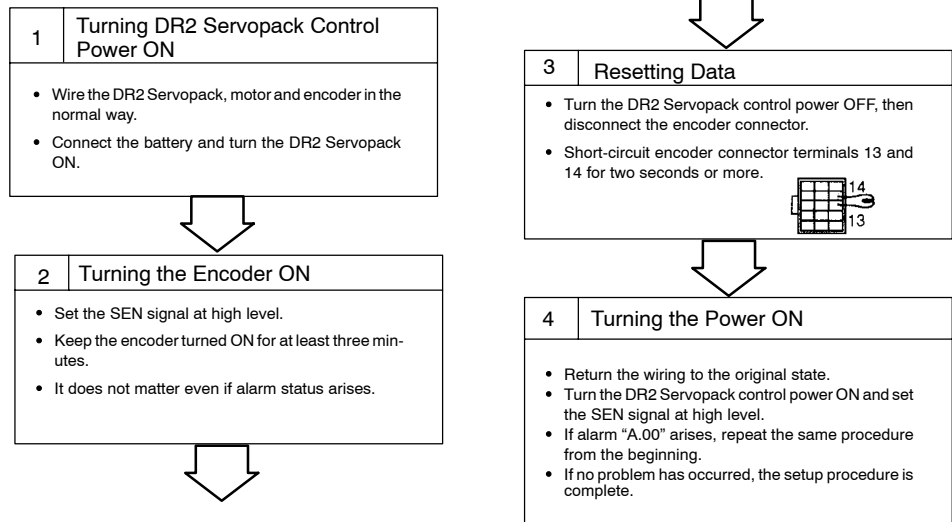 1
Turning DR2 Servopack Control
Power ON
• Wire the DR2 Servopack, motor and encoder in the
normal way.
• Connect the battery and turn the DR2 Servopack
ON.
2
Turning the Encoder ON
• Set the SEN signal at high level.
• Keep the encoder turned ON for at least three min-
utes.
• It does not matter even if alarm status arises.
3
Resetting Data
• Turn the DR2 Servopack control power OFF, then
disconnect the encoder connector.
• Short-circuit encoder connector terminals 13 and
14 for two seconds or more.
14
13
4
Turning the Power ON
• Return the wiring to the original state.
• Turn the DR2 Servopack control power ON and set
the SEN signal at high level.
• If alarm “A.00” arises, repeat the same procedure
from the beginning.
• If no problem has occurred, the setup procedure is
complete.